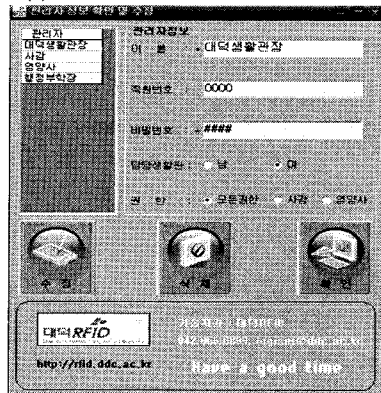 관리자 정보 확인 및 수정
관리자
대덕생활관장
사감
영양사
행정부학장
관리자정보
이 름 : 대덕생활관장
직원번호 : 0000
비밀번호 : ####
담당생활관 : 남 여
권 한 : 모든권한 사감 영양사
수 정
삭 제
확 인
대덕 RFID
http://rfid.ddc.ac.kr
Have a good time